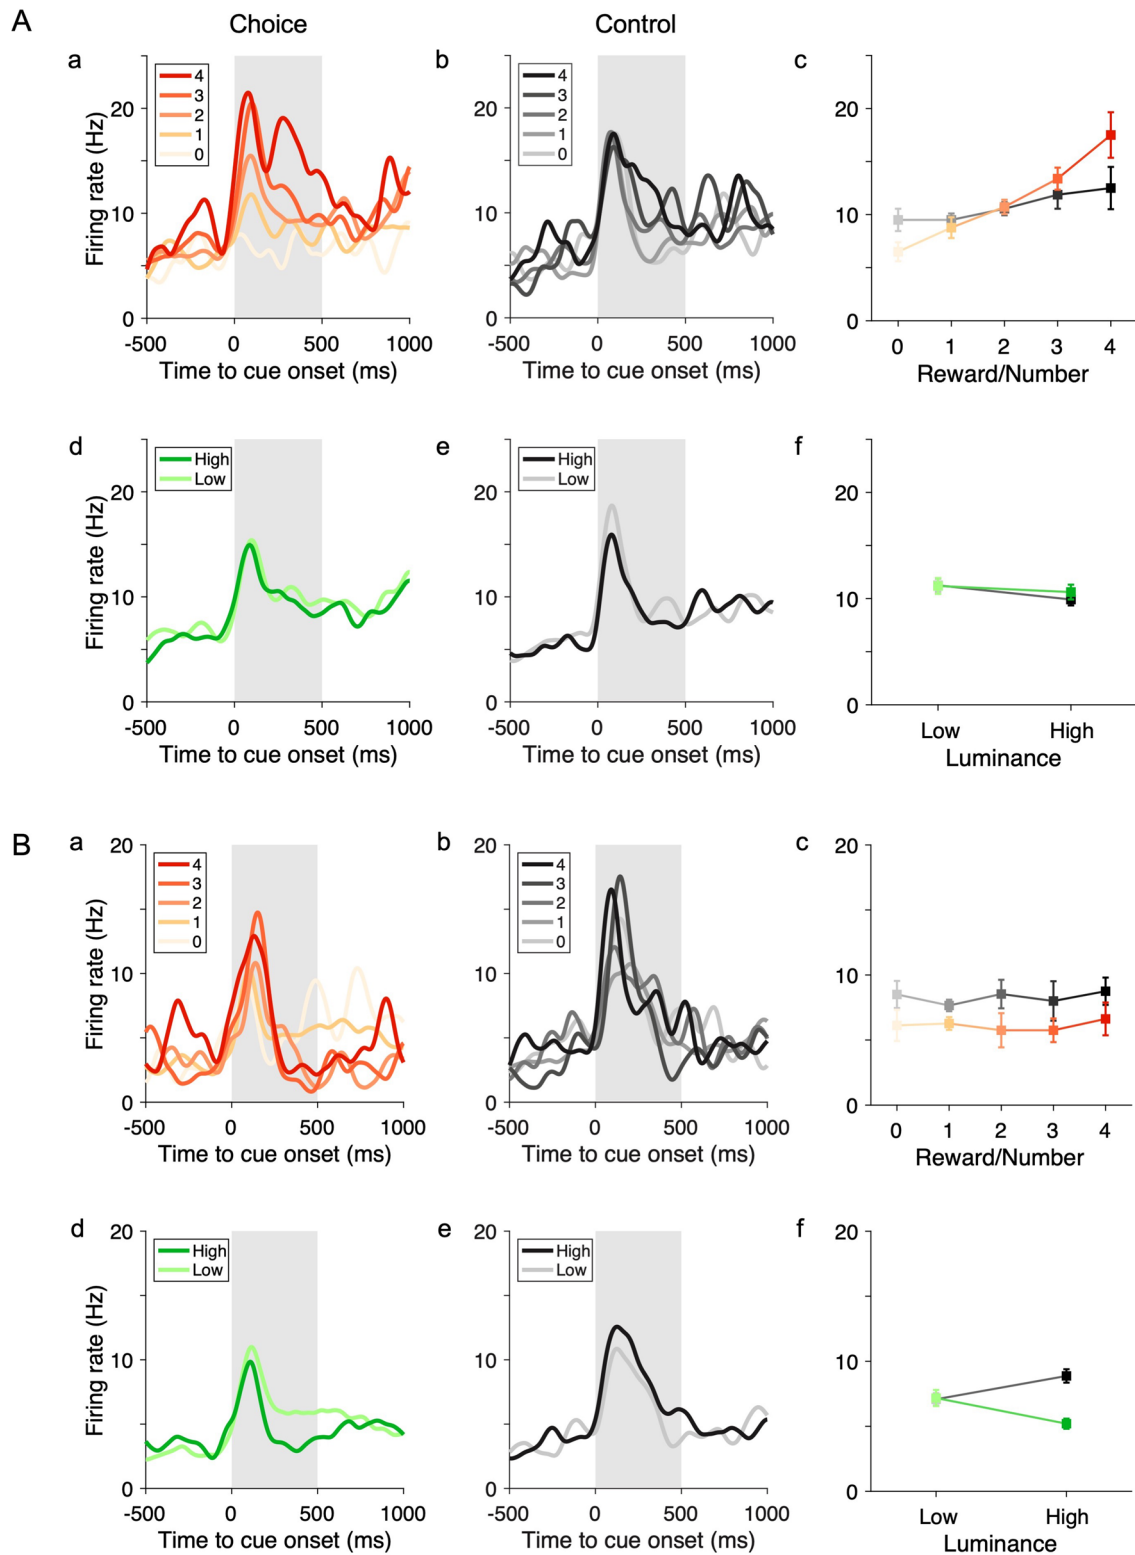 A
Choice
Control
a
b
c
4
3
2
1
0
4
3
2
1
0
Firing rate (Hz)
20
10
0
20
10
0
20
10
0
-500 0 500 1000
-500 0 500 1000
0 1 2 3 4
Time to cue onset (ms)
Time to cue onset (ms)
Reward/Number
d
e
f
High
Low
High
Low
Firing rate (Hz)
20
10
0
20
10
0
20
10
0
-500 0 500 1000
-500 0 500 1000
Low High
Time to cue onset (ms)
Time to cue onset (ms)
Luminance
B
a
b
c
4
3
2
1
0
4
3
2
1
0
Firing rate (Hz)
20
10
0
20
10
0
20
10
0
-500 0 500 1000
-500 0 500 1000
0 1 2 3 4
Time to cue onset (ms)
Time to cue onset (ms)
Reward/Number
d
e
f
High
Low
High
Low
Firing rate (Hz)
20
10
0
20
10
0
20
10
0
-500 0 500 1000
-500 0 500 1000
Low High
Time to cue onset (ms)
Time to cue onset (ms)
Luminance